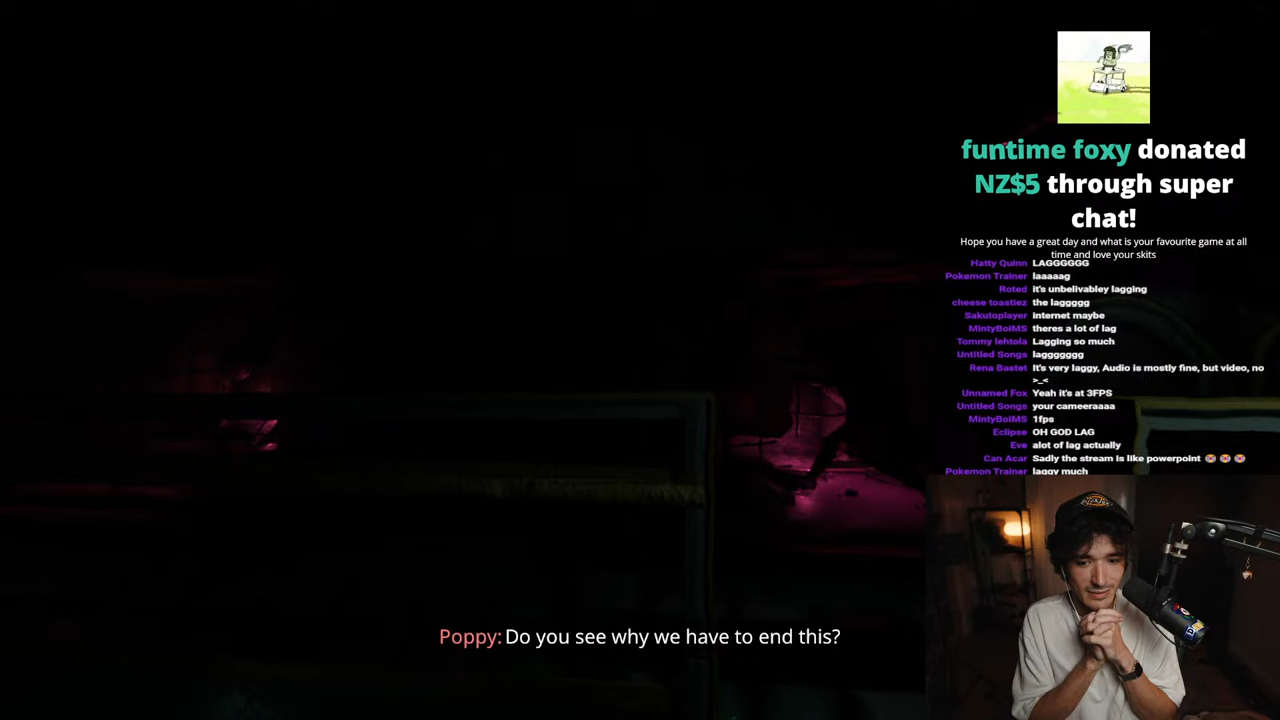 funtime foxy donated
NZ$5 through super
chat!
Hope you have a great day and what is your favourite game at all
time and love your skits
Hatty Quinn LAGGGGGG
Pokemon Trainer laaaaag
Roted it's unbelivabley lagging
cheese toastiez the laggggg
Sakutoplayer internet maybe
MintyBoiMS theres a lot of lag
Tommy lehtola Lagging so much
Untitled Songs laggggggg
Rena Bastet It's very laggy, Audio is mostly fine, but video, no
>_<
Unnamed Fox Yeah it's at 3FPS
Untitled Songs your cameeraaaa
MintyBoiMS 1fps
Eclipse OH GOD LAG
Eve alot of lag actually
Can Acar Sadly the stream is like powerpoint
Pokemon Trainer laggy much
Poppy: Do you see why we have to end this?